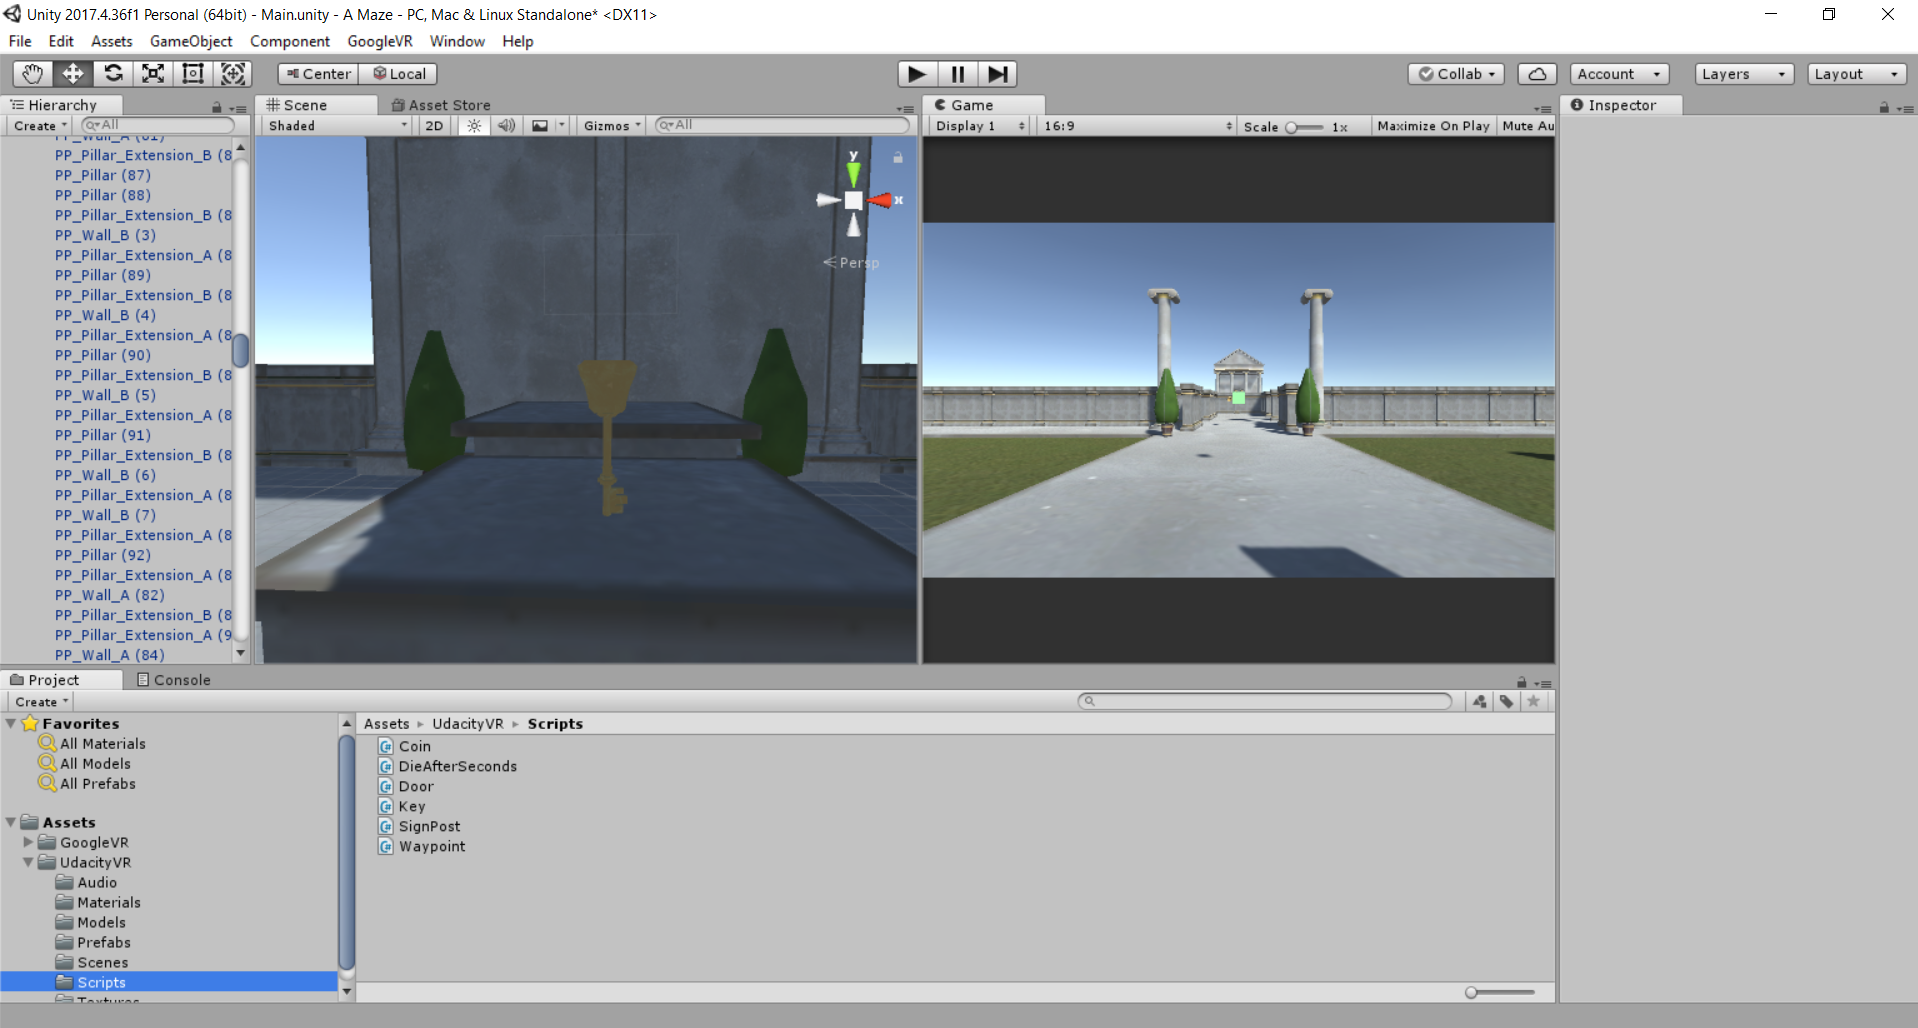 Unity 2017.4.36f1 Personal (64bit) - Main.unity - A Maze - PC, Mac & Linux Standalone* <DX11>
File Edit Assets GameObject Component GoogleVR Window Help
Center Local Collab Account Layers Layout
Hierarchy Scene Asset Store Game Inspector
Create All Shaded 2D Gizmos All Display 1 16:9 Scale 1x Maximize On Play Mute Au
PP_Wall_A (81)
PP_Pillar_Extension_B (8
PP_Pillar (87)
PP_Pillar (88)
PP_Pillar_Extension_B (8
PP_Wall_B (3)
PP_Pillar_Extension_A (8
PP_Pillar (89)
PP_Pillar_Extension_B (8
PP_Wall_B (4)
PP_Pillar_Extension_A (8
PP_Pillar (90)
PP_Pillar_Extension_B (8
PP_Wall_B (5)
PP_Pillar_Extension_A (8
PP_Pillar (91)
PP_Pillar_Extension_B (8
PP_Wall_B (6)
PP_Pillar_Extension_A (8
PP_Wall_B (7)
PP_Pillar_Extension_A (8
PP_Pillar (92)
PP_Pillar_Extension_A (8
PP_Wall_A (82)
PP_Pillar_Extension_B (8
PP_Pillar_Extension_A (9
PP_Wall_A (84)
y
x
Persp
Project Console
Create
Favorites
All Materials
All Models
All Prefabs
Assets
GoogleVR
UdacityVR
Audio
Materials
Models
Prefabs
Scenes
Scripts
Textures
Assets UdacityVR Scripts
Coin
DieAfterSeconds
Door
Key
SignPost
Waypoint